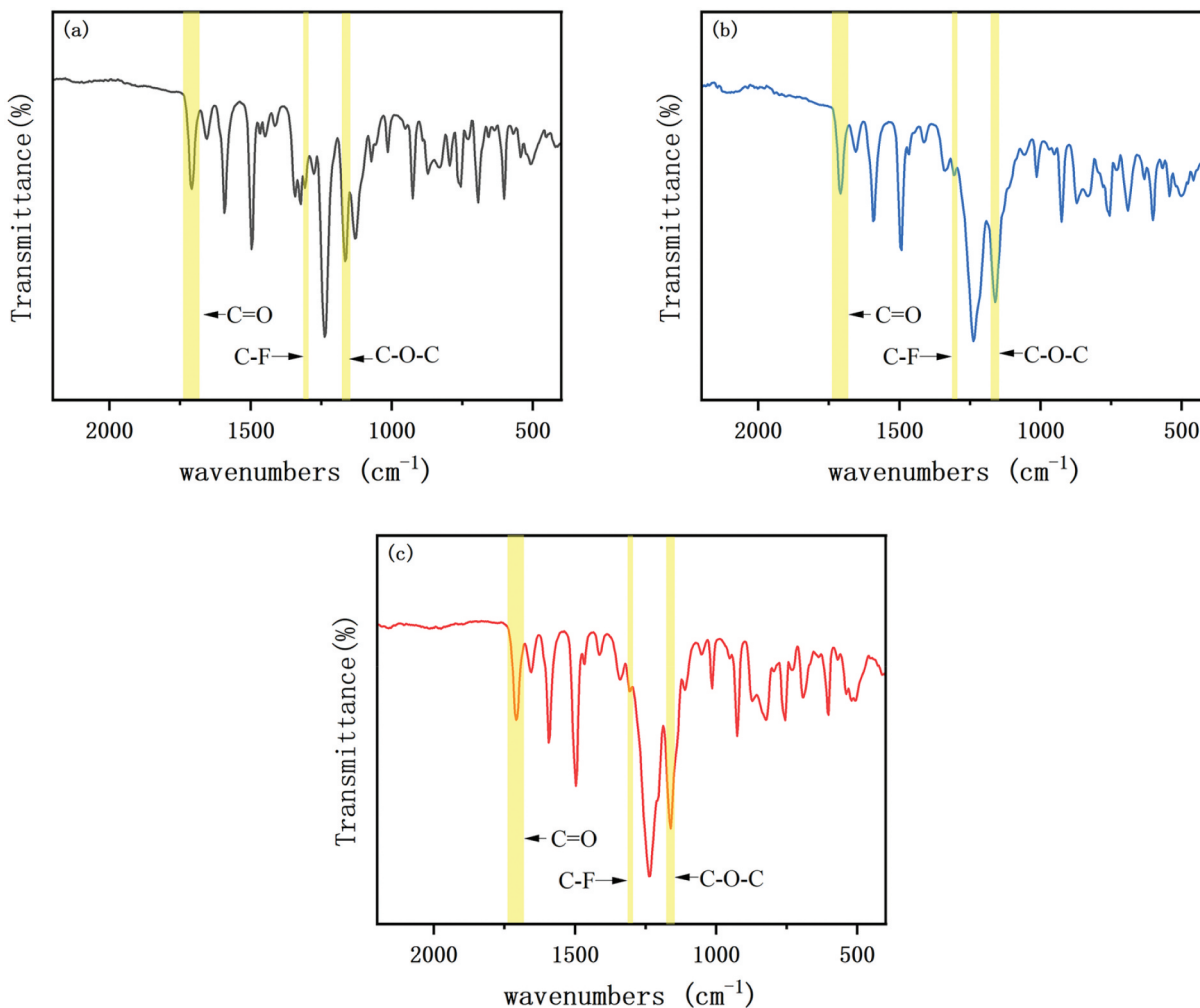 (a)
Transmittance(%)
C=O
C-F
C-O-C
2000 1500 1000 500
wavenumbers (cm⁻¹)
(b)
Transmittance(%)
C=O
C-F
C-O-C
2000 1500 1000 500
wavenumbers (cm⁻¹)
(c)
Transmittance(%)
C=O
C-F
C-O-C
2000 1500 1000 500
wavenumbers (cm⁻¹)